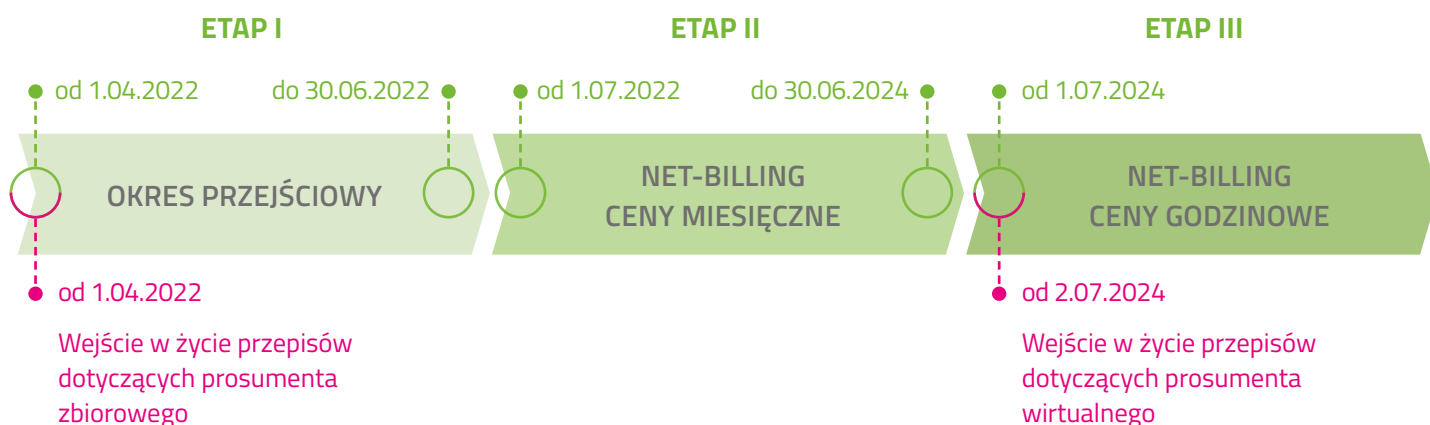 ETAP I
ETAP II
ETAP III
od 1.04.2022
do 30.06.2022
od 1.07.2022
do 30.06.2024
od 1.07.2024
OKRES PRZEJŚCIOWY
NET-BILLING
CENY MIESIĘCZNE
NET-BILLING
CENY GODZINOWE
od 1.04.2022
Wejście w życie przepisów
dotyczących prosumenta
zbiorowego
od 2.07.2024
Wejście w życie przepisów
dotyczących prosumenta
wirtualnego